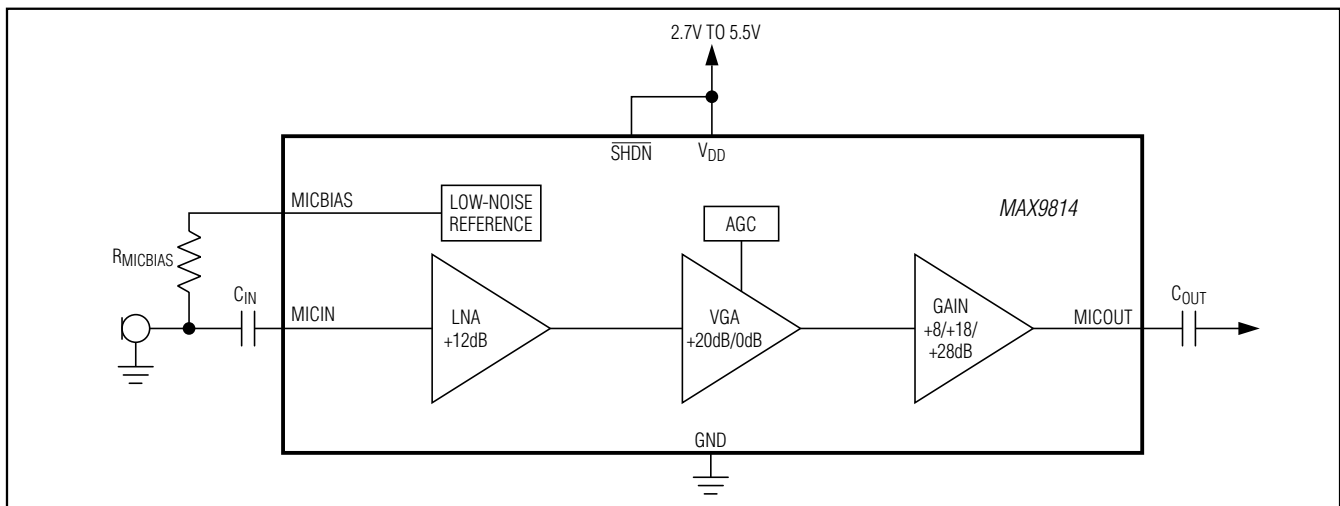 2.7V TO 5.5V
SHDN
VDD
MICBIAS
LOW-NOISE
REFERENCE
AGC
MAX9814
RMICBIAS
CIN
MICIN
LNA
+12dB
VGA
+20dB/0dB
GAIN
+8/+18/
+28dB
MICOUT
COUT
GND